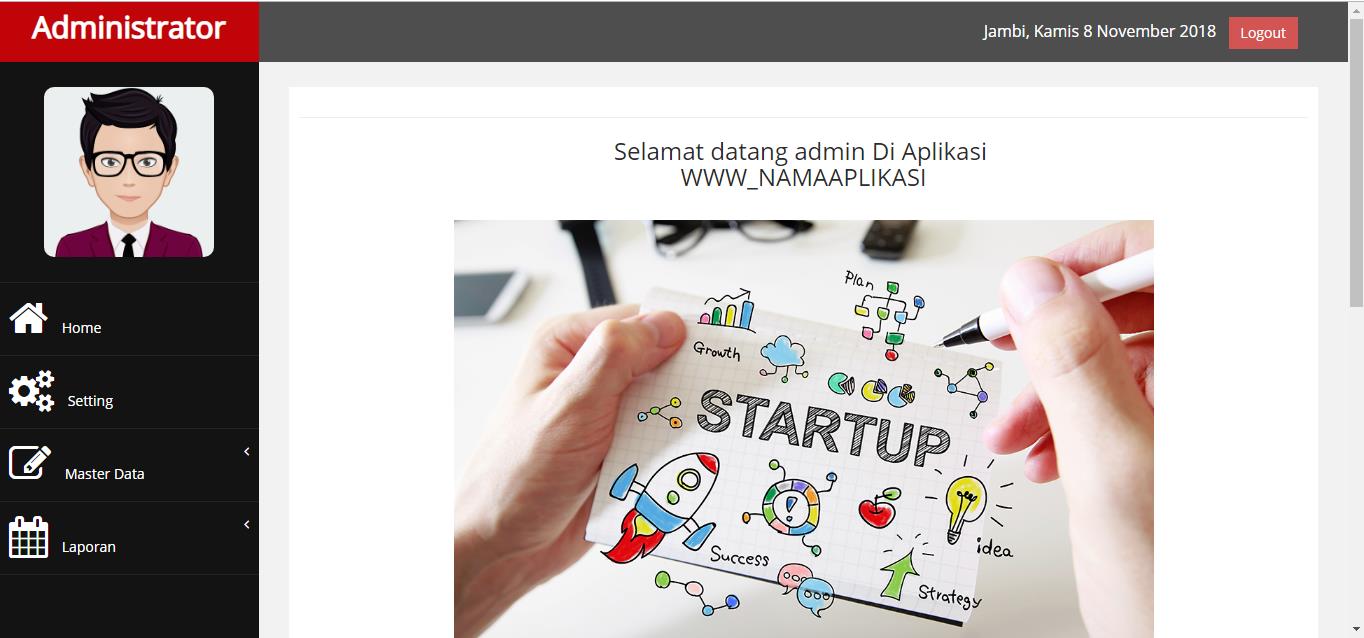 Administrator
Jambi, Kamis 8 November 2018
Logout
Home
Setting
Master Data
Laporan
Selamat datang admin Di Aplikasi
WWW_NAMAAPLIKASI
Plan
Growth
STARTUP
idea
Success
Strategy